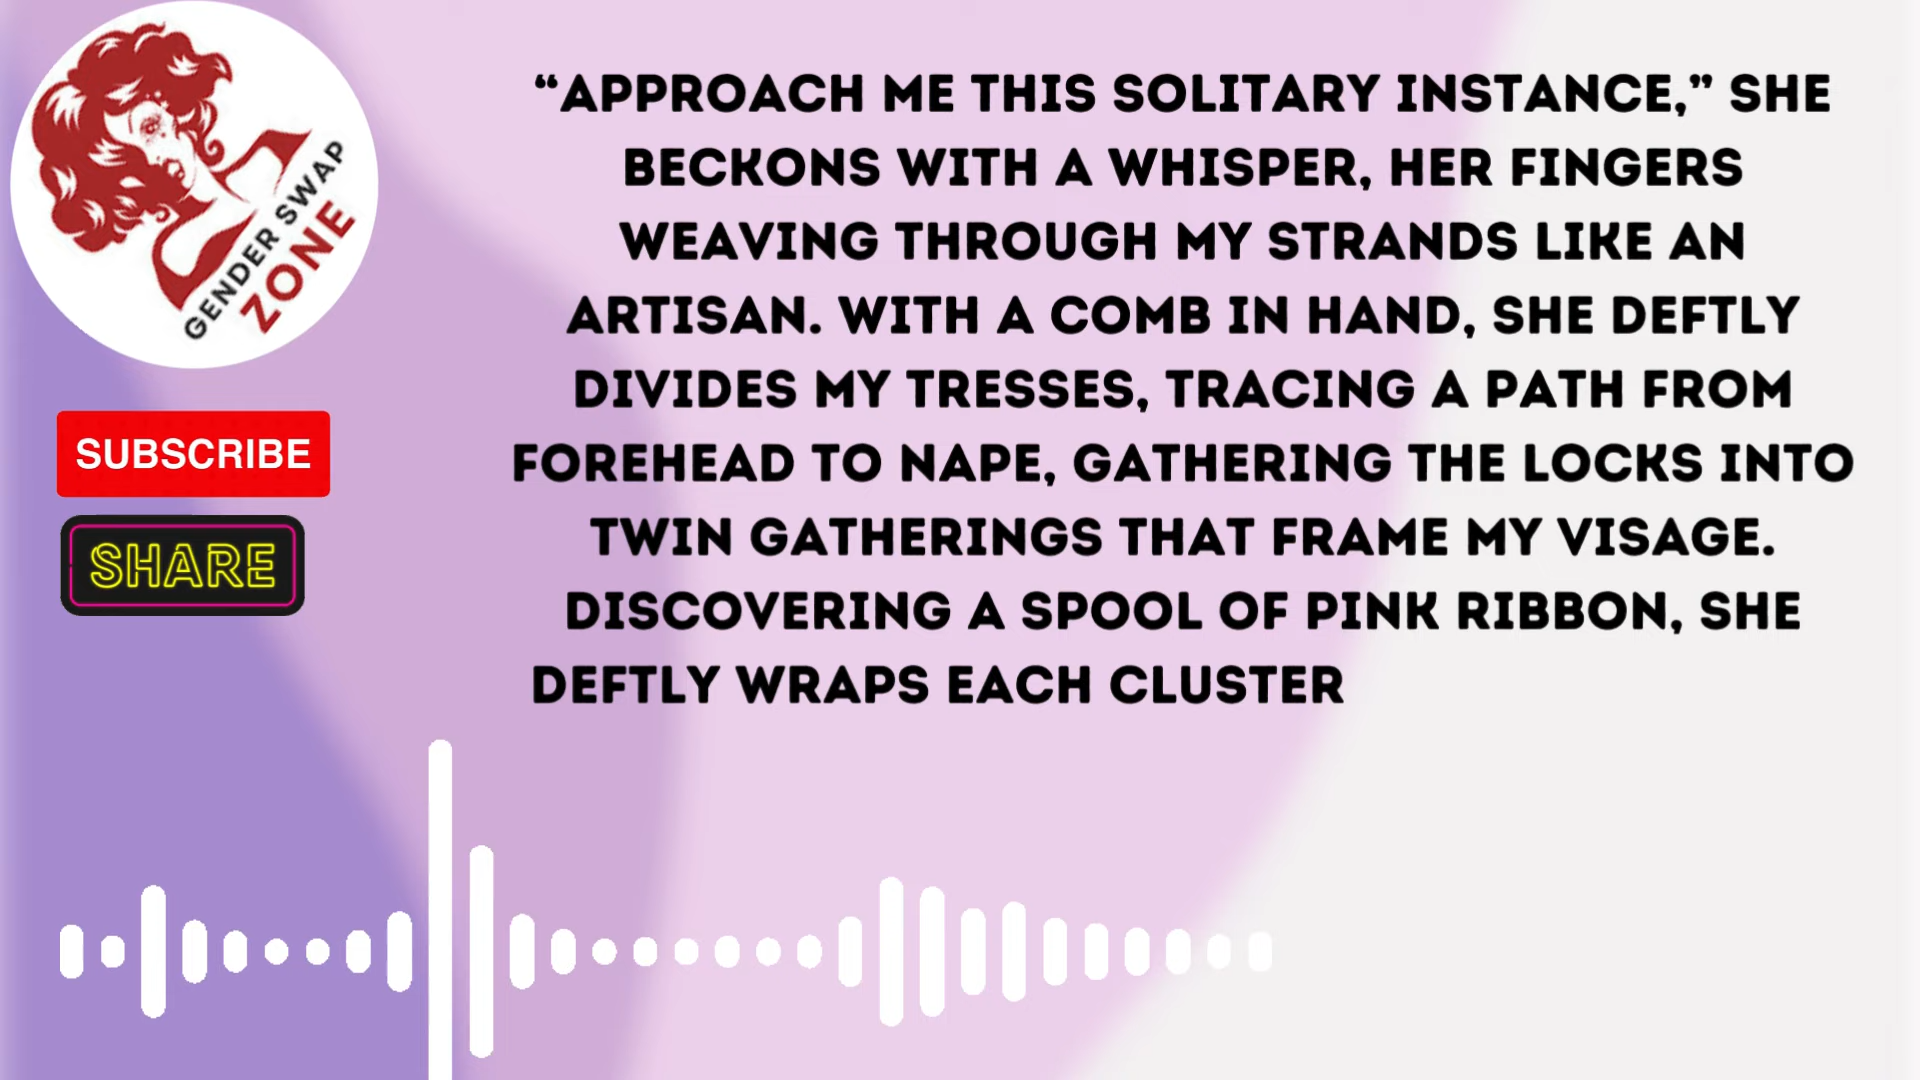 GENDER SWAP
ZONE
SUBSCRIBE
SHARE
“APPROACH ME THIS SOLITARY INSTANCE,” SHE
BECKONS WITH A WHISPER, HER FINGERS
WEAVING THROUGH MY STRANDS LIKE AN
ARTISAN. WITH A COMB IN HAND, SHE DEFTLY
DIVIDES MY TRESSES, TRACING A PATH FROM
FOREHEAD TO NAPE, GATHERING THE LOCKS INTO
TWIN GATHERINGS THAT FRAME MY VISAGE.
DISCOVERING A SPOOL OF PINK RIBBON, SHE
DEFTLY WRAPS EACH CLUSTER